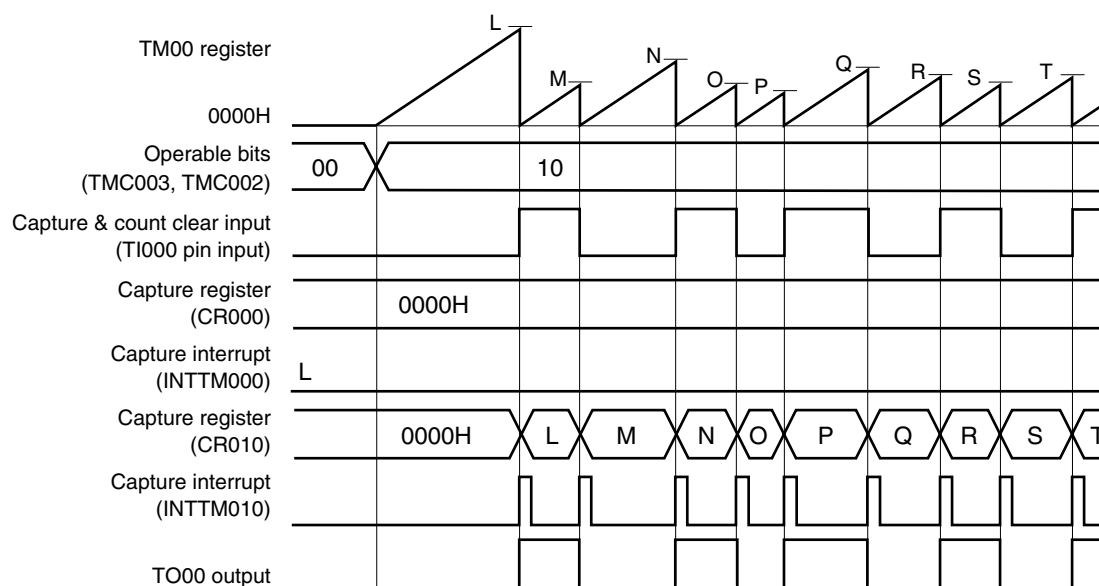 L
M
N
O
P
Q
R
S
T
TM00 register
0000H
Operable bits
(TMC003, TMC002)
00
10
Capture & count clear input
(TI000 pin input)
Capture register
(CR000)
0000H
Capture interrupt
(INTTM000)
L
Capture register
(CR010)
0000H
L
M
N
O
P
Q
R
S
T
Capture interrupt
(INTTM010)
TO00 output